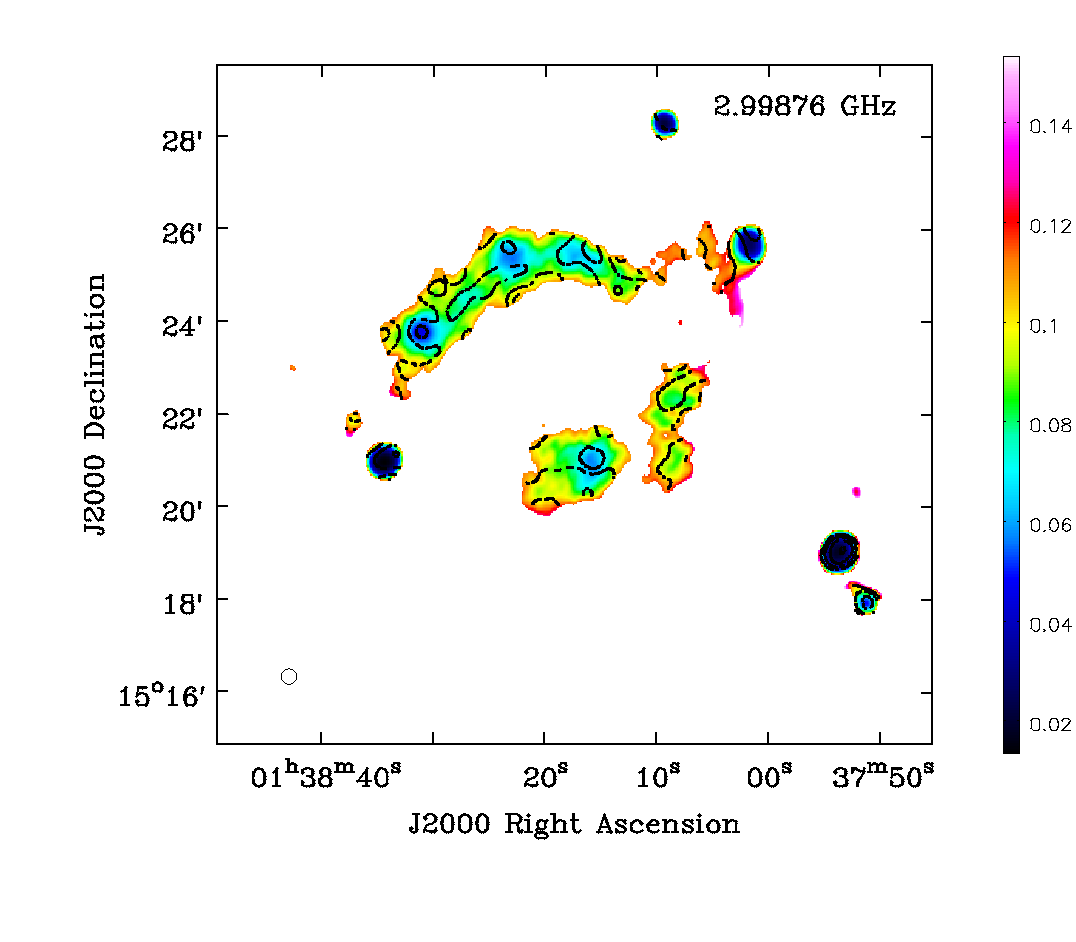 2.99876 GHz
28'
26'
24'
22'
20'
18'
15°16'
J2000 Declination
01ʰ38ᵐ40ˢ
20ˢ
10ˢ
00ˢ
37ᵐ50ˢ
J2000 Right Ascension
0.14
0.12
0.1
0.08
0.06
0.04
0.02